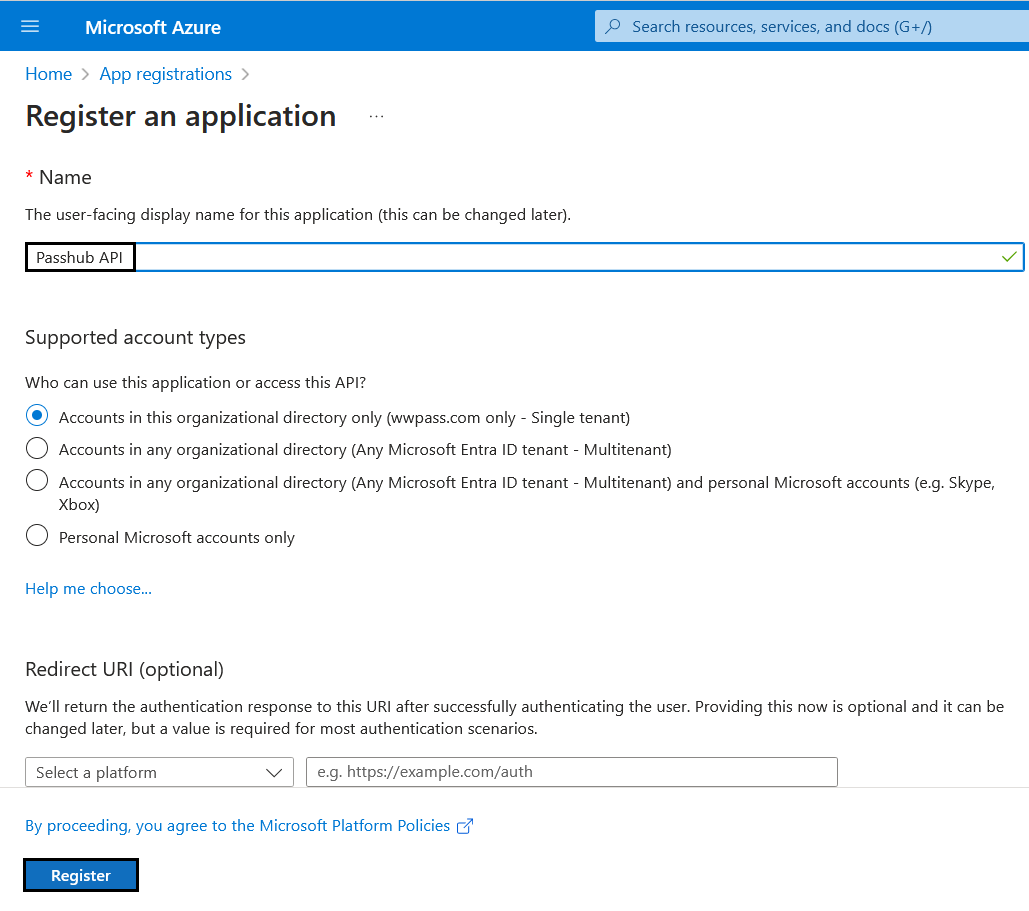 Microsoft Azure
Search resources, services, and docs (G+/)
Home > App registrations >
Register an application ...
* Name
The user-facing display name for this application (this can be changed later).
Passhub API
Supported account types
Who can use this application or access this API?
Accounts in this organizational directory only (wwpass.com only - Single tenant)
Accounts in any organizational directory (Any Microsoft Entra ID tenant - Multitenant)
Accounts in any organizational directory (Any Microsoft Entra ID tenant - Multitenant) and personal Microsoft accounts (e.g. Skype,
Xbox)
Personal Microsoft accounts only
Help me choose...
Redirect URI (optional)
We’ll return the authentication response to this URI after successfully authenticating the user. Providing this now is optional and it can be
changed later, but a value is required for most authentication scenarios.
Select a platform
e.g. https://example.com/auth
By proceeding, you agree to the Microsoft Platform Policies
Register